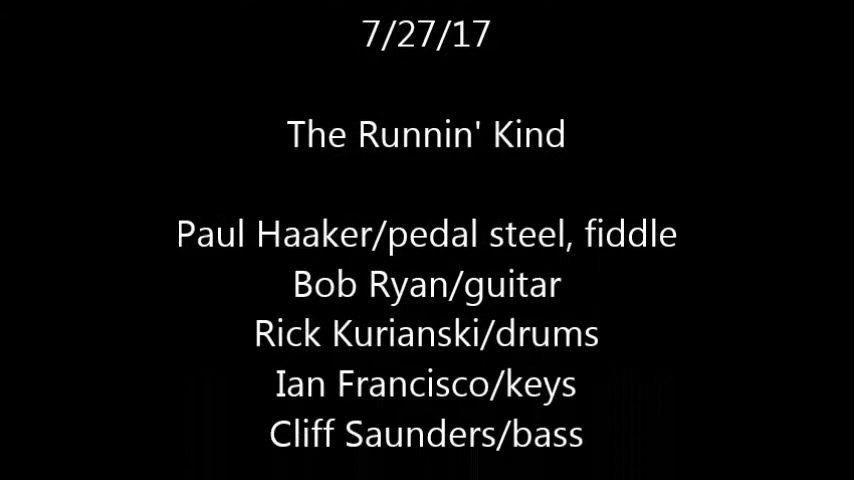 7/27/17
The Runnin' Kind
Paul Haaker/pedal steel, fiddle
Bob Ryan/guitar
Rick Kurianski/drums
Ian Francisco/keys
Cliff Saunders/bass